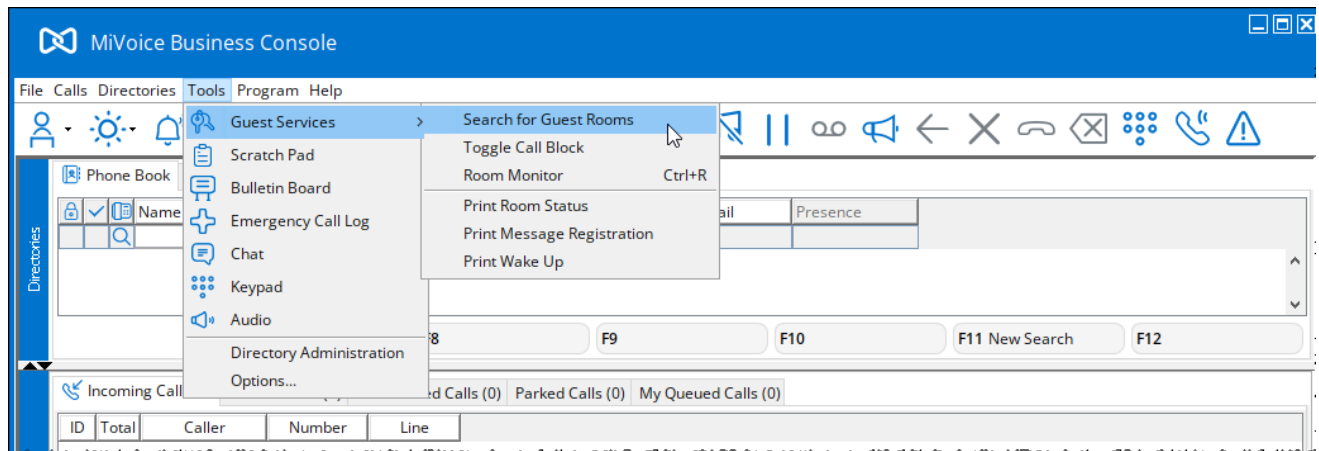 MiVoice Business Console
File Calls Directories Tools Program Help
Guest Services
Scratch Pad
Bulletin Board
Emergency Call Log
Chat
Keypad
Audio
Directory Administration
Options...
Search for Guest Rooms
Toggle Call Block
Room Monitor Ctrl+R
Print Room Status
Print Message Registration
Print Wake Up
Directories
Phone Book
Name ail Presence
F8 F9 F10 F11 New Search F12
Incoming Call ed Calls (0) Parked Calls (0) My Queued Calls (0)
ID Total Caller Number Line